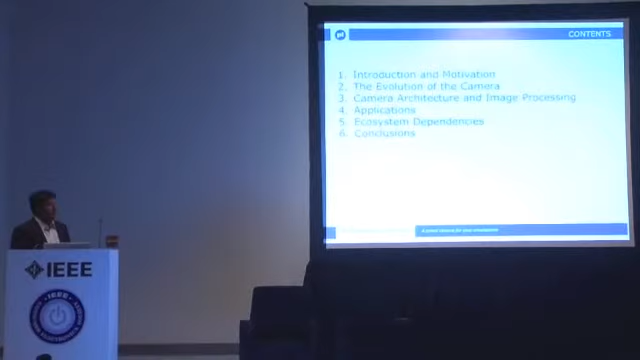 CONTENTS
1. Introduction and Motivation
2. The Evolution of the Camera
3. Camera Architecture and Image Processing
4. Applications
5. Ecosystem Dependencies
6. Conclusions
IEEE
IEEE